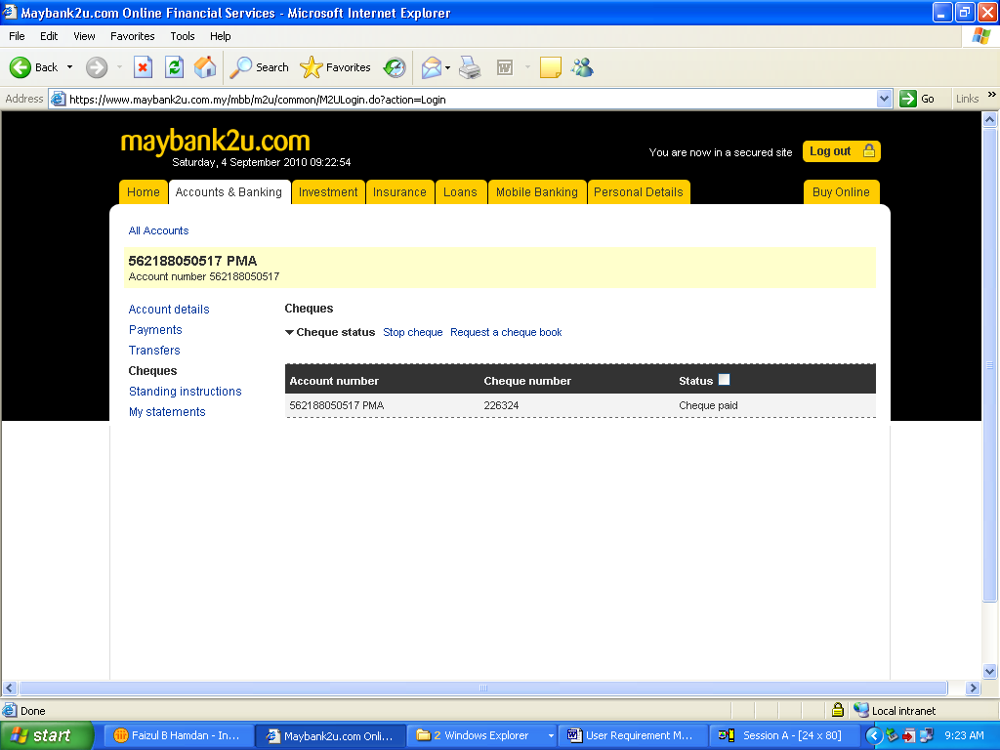 Maybank2u.com Online Financial Services - Microsoft Internet Explorer
File Edit View Favorites Tools Help
Back Search Favorites
Address https://www.maybank2u.com.my/mbb/m2u/common/M2ULogin.do?action=Login Go Links »
maybank2u.com
Saturday, 4 September 2010 09:22:54
You are now in a secured site Log out
Home Accounts & Banking Investment Insurance Loans Mobile Banking Personal Details Buy Online
All Accounts
562188050517 PMA
Account number 562188050517
Account details
Payments
Transfers
Cheques
Standing instructions
My statements
Cheques
Cheque status Stop cheque Request a cheque book
Account number Cheque number Status
562188050517 PMA 226324 Cheque paid
Done Local intranet
start Faizul B Hamdan - In... Maybank2u.com Onli... 2 Windows Explorer User Requirement M... Session A - [24 x 80] 9:23 AM